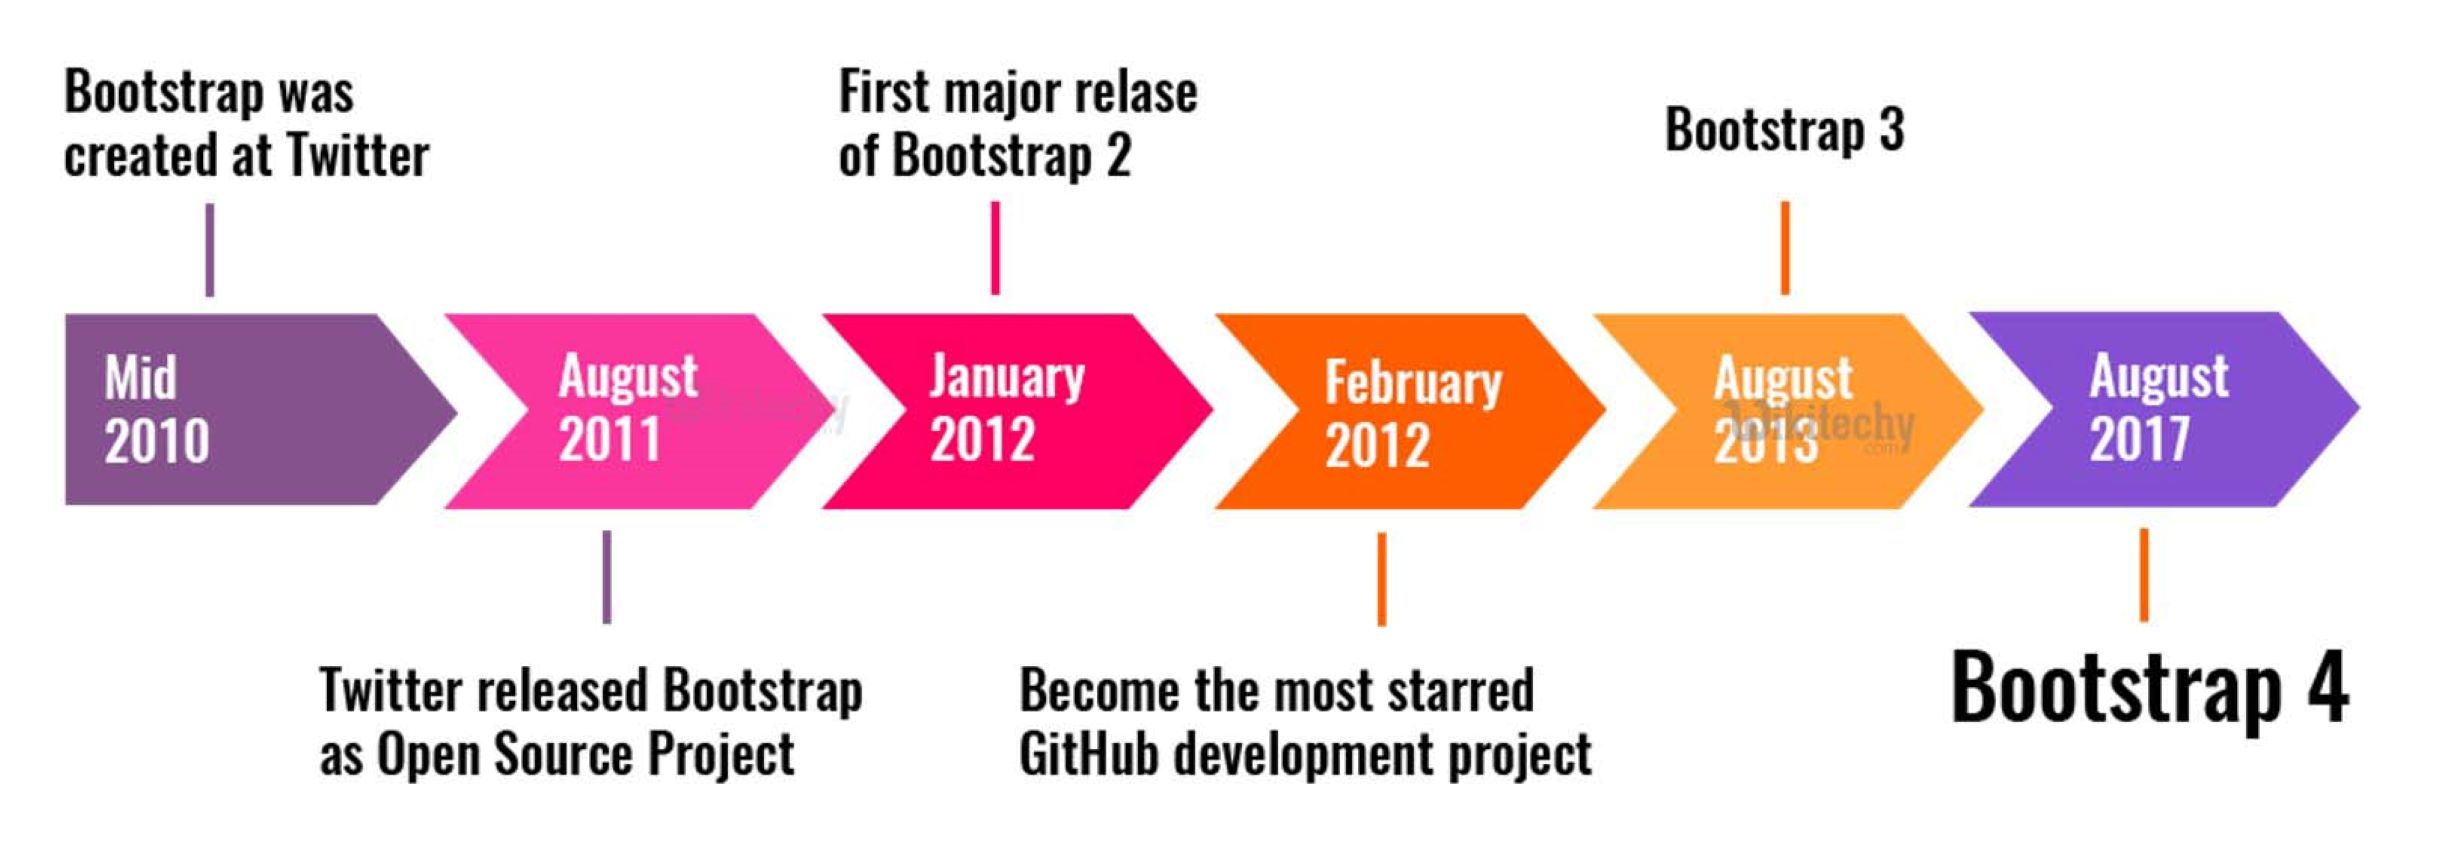 Bootstrap was
created at Twitter
First major relase
of Bootstrap 2
Bootstrap 3
Mid
2010
August
2011
January
2012
February
2012
August
2013
August
2017
Wikitechy
.com
Twitter released Bootstrap
as Open Source Project
Become the most starred
GitHub development project
Bootstrap 4